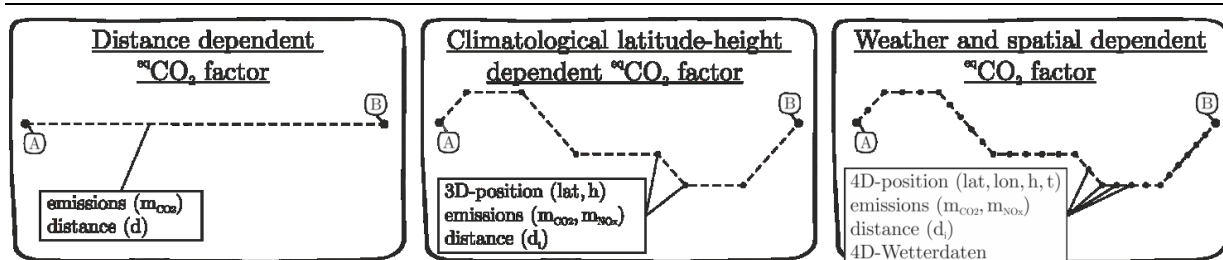 Distance dependent
eqCO₂ factor
A
B
emissions (mCO₂)
distance (d)
Climatological latitude-height
dependent eqCO₂ factor
A
B
3D-position (lat, h)
emissions (mCO₂, mNOx)
distance (dᵢ)
Weather and spatial dependent
eqCO₂ factor
A
B
4D-position (lat, lon, h, t)
emissions (mCO₂, mNOx)
distance (dᵢ)
4D-Wetterdaten